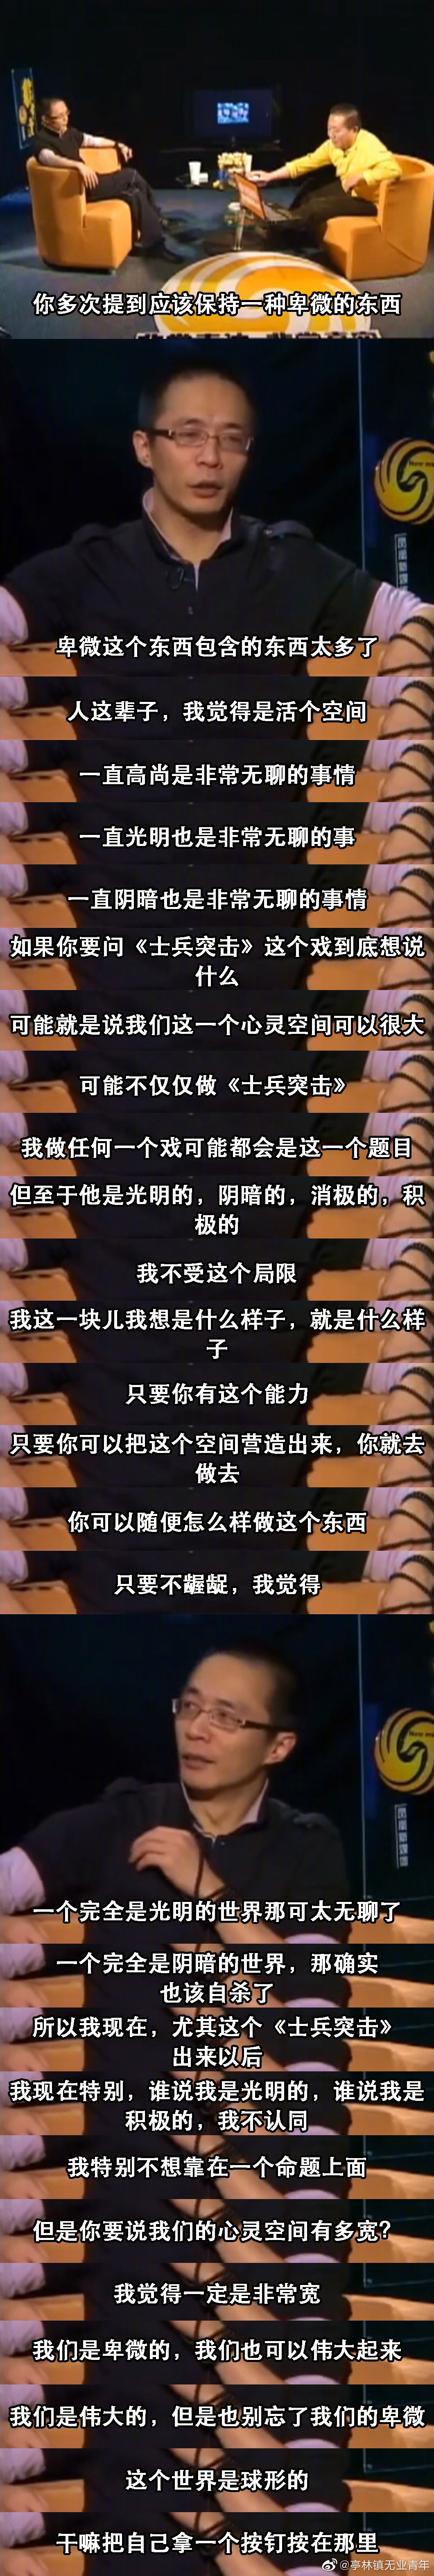 你多次提到应该保持一种卑微的东西
卑微这个东西包含的东西太多了
人这辈子，我觉得是活个空间
一直高尚是非常无聊的事情
一直光明也是非常无聊的事
一直阴暗也是非常无聊的事情
如果你要问《士兵突击》这个戏到底想说
什么
可能就是说我们这一个心灵空间可以很大
可能不仅仅做《士兵突击》
我做任何一个戏可能都会是这一个题目
但至于他是光明的，阴暗的，消极的，积
极的
我不受这个局限
我这一块儿我想是什么样子，就是什么样
子
只要你有这个能力
只要你可以把这个空间营造出来，你就去
做去
你可以随便怎么样做这个东西
只要不龌龊，我觉得
一个完全是光明的世界那可太无聊了
一个完全是阴暗的世界，那确实
也该自杀了
所以我现在，尤其这个《士兵突击》
出来以后
我现在特别，谁说我是光明的，谁说我是
积极的，我不认同
我特别不想靠在一个命题上面
但是你要说我们的心灵空间有多宽？
我觉得一定是非常宽
我们是卑微的，我们也可以伟大起来
我们是伟大的，但是也别忘了我们的卑微
这个世界是球形的
干嘛把自己拿一个按钉按在那里
@亭林镇无业青年